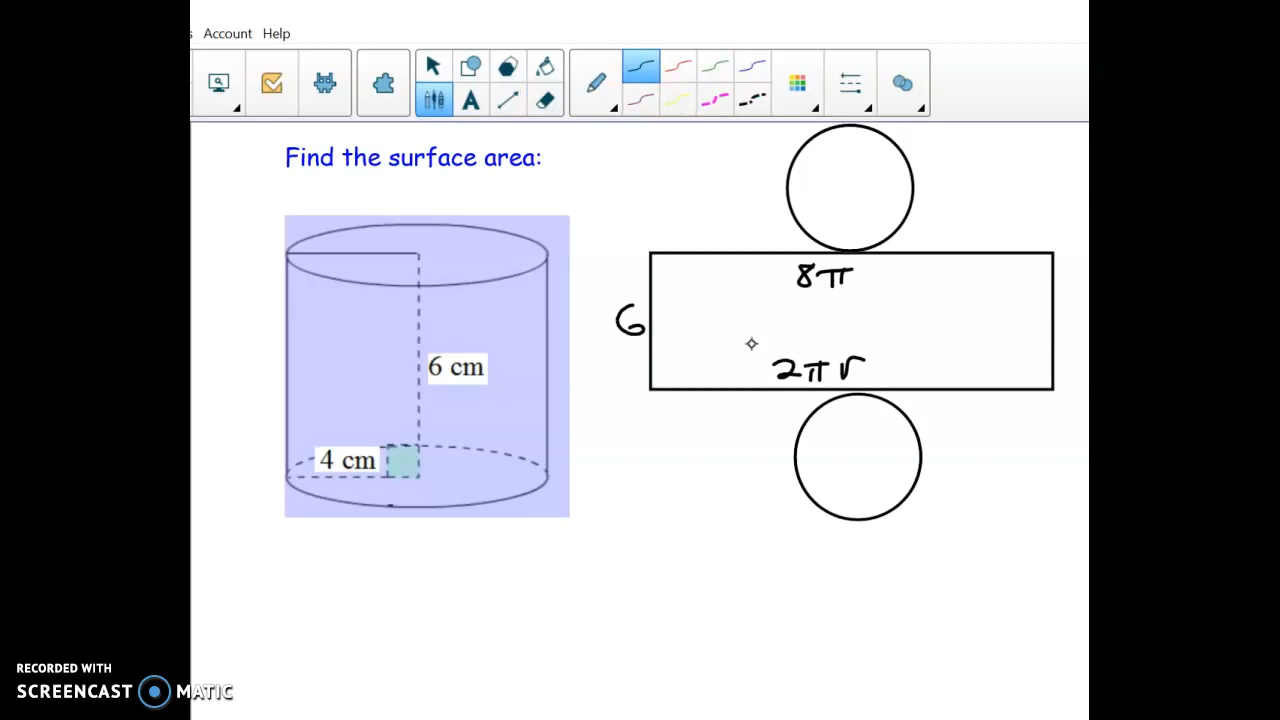 s Account Help
Find the surface area:
8π
6
6 cm
2πr
4 cm
RECORDED WITH
SCREENCAST MATIC